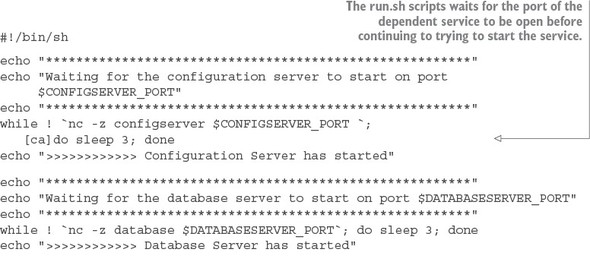 The run.sh scripts waits for the port of the
dependent service to be open before
continuing to trying to start the service.
#!/bin/sh
echo "********************************************************"
echo "Waiting for the configuration server to start on port
$CONFIGSERVER_PORT"
echo "********************************************************"
while ! `nc -z configserver $CONFIGSERVER_PORT `;
[ca]do sleep 3; done
echo ">>>>>>>>>>>> Configuration Server has started"
echo "********************************************************"
echo "Waiting for the database server to start on port $DATABASESERVER_PORT"
echo "********************************************************"
while ! `nc -z database $DATABASESERVER_PORT`; do sleep 3; done
echo ">>>>>>>>>>>> Database Server has started"